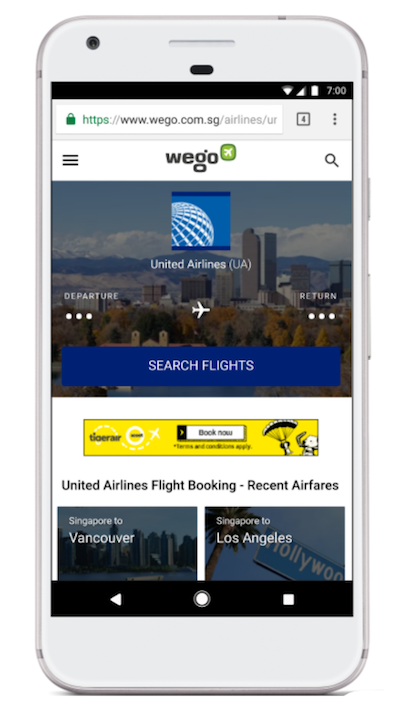 7:00
https://www.wego.com.sg/airlines/ur
4
wego
United Airlines (UA)
DEPARTURE
RETURN
SEARCH FLIGHTS
tigerair
Book now
*Terms and conditions apply.
United Airlines Flight Booking - Recent Airfares
Singapore to
Vancouver
Singapore to
Los Angeles
Hollywoo